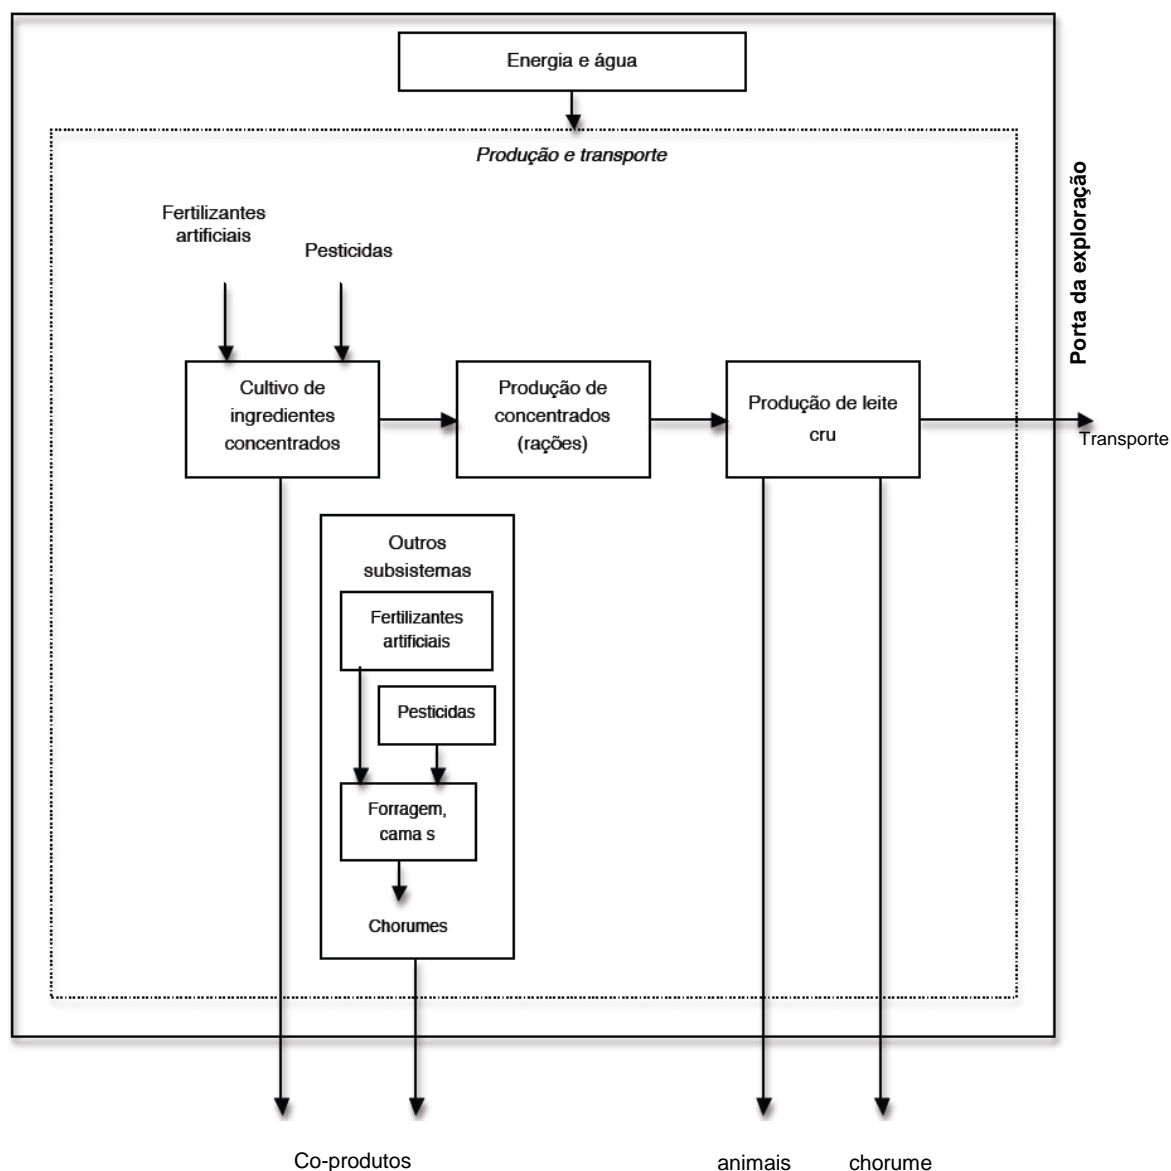 Energia e água
Produção e transporte
Porta da exploração
Fertilizantes
artificiais
Pesticidas
Cultivo de
ingredientes
concentrados
Produção de
concentrados
(rações)
Produção de leite
cru
Transporte
Outros
subsistemas
Fertilizantes
artificiais
Pesticidas
Forragem,
cama s
Chorumes
Co-produtos
animais
chorume